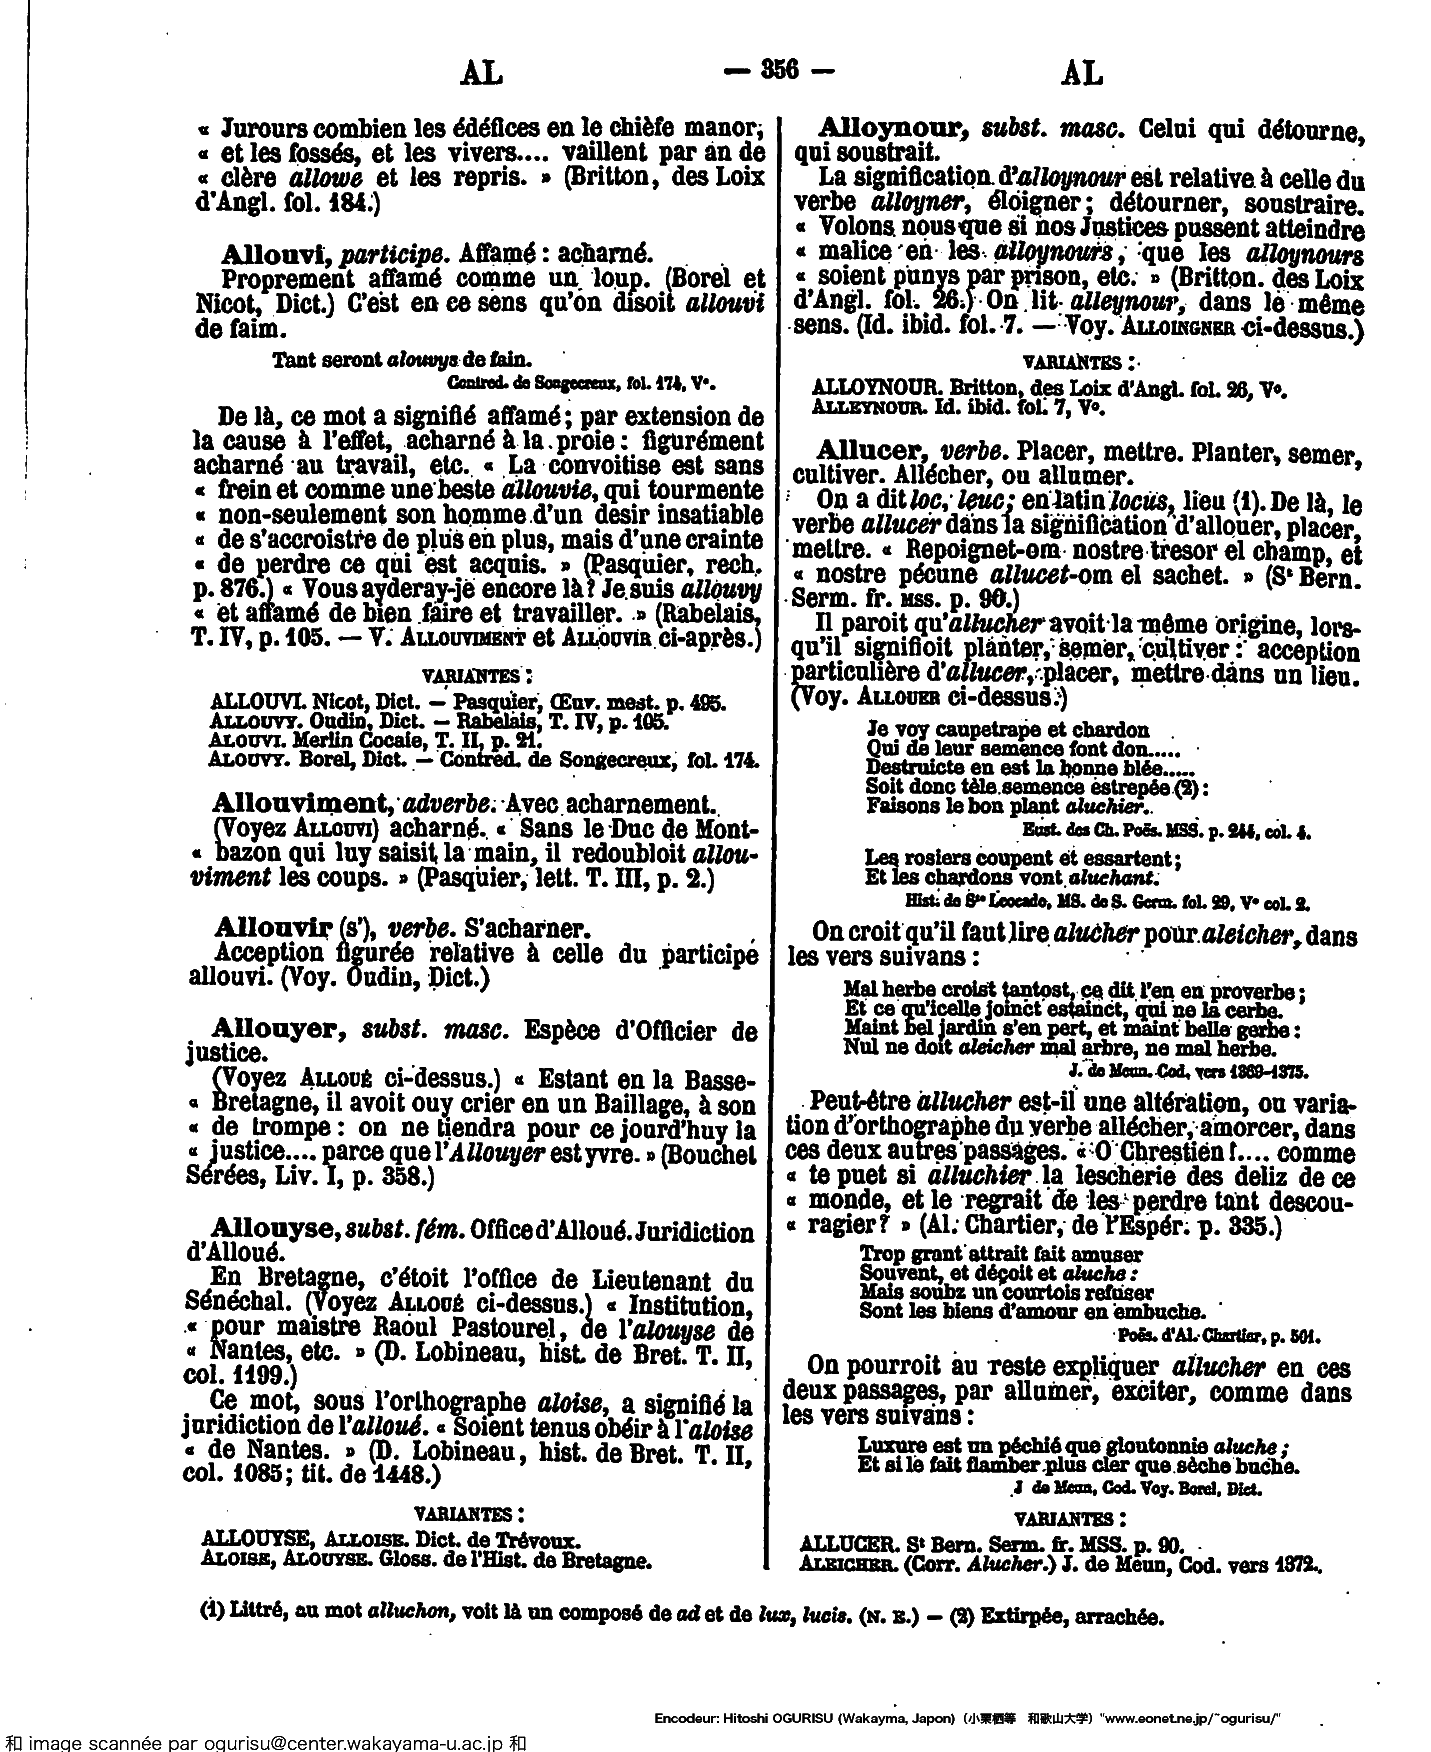 AL — 356 — AL
« Jurours combien les édéfices en le chièfe manor,
« et les fossés, et les vivers.... vaillent par an de
« clère allowe et les repris. » (Britton, des Loix
d'Angl. fol. 184.)
Allouvi, participe. Affamé : acharné.
Proprement affamé comme un loup. (Borel et
Nicot, Dict.) C'est en ce sens qu'on disoit allouvi
de faim.
Tant seront alouvys de fain.
Contred. de Songecreux, fol. 174, V°.
De là, ce mot a signifié affamé ; par extension de
la cause à l'effet, acharné à la proie : figurément
acharné au travail, etc. « La convoitise est sans
« frein et comme une beste allouvie, qui tourmente
« non-seulement son homme d'un desir insatiable
« de s'accroistre de plus en plus, mais d'une crainte
« de perdre ce qui est acquis. » (Pasquier, rech.
p. 876.) « Vous ayderay-je encore là ? Je suis allouvy
« et affamé de bien faire et travailler. » (Rabelais,
T. IV, p. 105. — V. ALLOUVIMENT et ALLOUVIR ci-après.)
VARIANTES :
ALLOUVI. Nicot, Dict. — Pasquier, Œuv. mest. p. 495.
ALLOUVY. Oudin, Dict. — Rabelais, T. IV, p. 105.
ALOUVI. Merlin Cocaie, T. II, p. 21.
ALOUVY. Borel, Dict. — Contred. de Songecreux, fol. 174.
Allouviment, adverbe. Avec acharnement.
(Voyez ALLOUVI) acharné. « Sans le Duc de Mont-
« bazon qui luy saisit la main, il redoubloit allou-
viment les coups. » (Pasquier, lett. T. III, p. 2.)
Allouvir (s'), verbe. S'acharner.
Acception figurée relative à celle du participe
allouvi. (Voy. Oudin, Dict.)
Allouyer, subst. masc. Espèce d'Officier de
justice.
(Voyez ALLOUÉ ci-dessus.) « Estant en la Basse-
« Bretagne, il avoit ouy crier en un Baillage, à son
« de trompe : on ne tiendra pour ce jourd'huy la
« justice.... parce que l'Allouyer est yvre. » (Bouchet
Sérées, Liv. I, p. 358.)
Allouyse, subst. fém. Office d'Alloué. Juridiction
d'Alloué.
En Bretagne, c'étoit l'office de Lieutenant du
Sénéchal. (Voyez ALLOUÉ ci-dessus.) « Institution,
« pour maistre Raoul Pastourel, de l'alouyse de
« Nantes, etc. » (D. Lobineau, hist. de Bret. T. II,
col. 1199.)
Ce mot, sous l'orthographe aloise, a signifié la
juridiction de l'alloué. « Soient tenus obéir à l'aloise
« de Nantes. » (D. Lobineau, hist. de Bret. T. II,
col. 1085 ; tit. de 1448.)
VARIANTES :
ALLOUYSE, ALLOISE. Dict. de Trévoux.
ALOISE, ALOUYSE. Gloss. de l'Hist. de Bretagne.
Alloynour, subst. masc. Celui qui détourne,
qui soustrait.
La signification d'alloynour est relative à celle du
verbe alloyner, éloigner ; détourner, soustraire.
« Volons nous que si nos Justices pussent atteindre
« malice en les alloynours, que les alloynours
« soient punys par prison, etc. » (Britton. des Loix
d'Angl. fol. 26.) On lit alleynour, dans le même
sens. (Id. ibid. fol. 7. — Voy. ALLOINGNER ci-dessus.)
VARIANTES :
ALLOYNOUR. Britton, des Loix d'Angl. fol. 26, V°.
ALLEYNOUR. Id. ibid. fol. 7, V°.
Allucer, verbe. Placer, mettre. Planter, semer,
cultiver. Allécher, ou allumer.
On a dit loc, leuc ; en latin locus, lieu (1). De là, le
verbe allucer dans la signification d'allouer, placer,
mettre. « Repoignet-om nostre tresor el champ, et
« nostre pécune allucet-om el sachet. » (St Bern.
Serm. fr. MSS. p. 90.)
Il paroit qu'allucher avoit la même origine, lors-
qu'il signifioit planter, semer, cultiver : acception
particulière d'allucer, placer, mettre dans un lieu.
(Voy. ALLOUER ci-dessus.)
Je voy caupetrape et chardon
Qui de leur semence font don.....
Destruicte en est la bonne blée.....
Soit donc tèle semence estrepée (2) :
Faisons le bon plant aluchier.
Eust. des Ch. Poës. MSS. p. 244, col. 4.
Les rosiers coupent et essartent ;
Et les chardons vont aluchant.
Hist. de Ste Leocade, MS. de S. Germ. fol. 29, V° col. 2.
On croit qu'il faut lire alucher pour aleicher, dans
les vers suivans :
Mal herbe croist tantost, ce dit l'en en proverbe ;
Et ce qu'icelle joinct estainct, qui ne la cerbe.
Maint bel jardin s'en pert, et maint belle gerbe :
Nul ne doit aleicher mal arbre, ne mal herbe.
J. de Meun. Cod, vers 1369-1375.
Peut-être allucher est-il une altération, ou varia-
tion d'orthographe du verbe allécher, amorcer, dans
ces deux autres passages. « O Chrestien !.... comme
« te puet si alluchier la lescherie des deliz de ce
« monde, et le regrait de les perdre tant descou-
« ragier ? » (Al. Chartier, de l'Espér. p. 335.)
Trop grant attrait fait amuser
Souvent, et déçoit et aluche :
Mais soubz un courtois refuser
Sont les biens d'amour en embuche.
Poës. d'Al. Chartier, p. 501.
On pourroit au reste expliquer allucher en ces
deux passages, par allumer, exciter, comme dans
les vers suivans :
Luxure est un péchié que gloutonnie aluche ;
Et si le fait flamber plus cler que sèche buche.
J de Meun, Cod. Voy. Borel, Dict.
VARIANTES :
ALLUCER. St Bern. Serm. fr. MSS. p. 90.
ALEICHER. (Corr. Alucher.) J. de Meun, Cod. vers 1372.
(1) Littré, au mot alluchon, voit là un composé de ad et de lux, lucis. (N. E.) — (2) Extirpée, arrachée.
Encodeur: Hitoshi OGURISU (Wakayma, Japon) (小栗栖等 和歌山大学) "www.eonet.ne.jp/~ogurisu/"
和 image scannée par ogurisu@center.wakayama-u.ac.jp 和